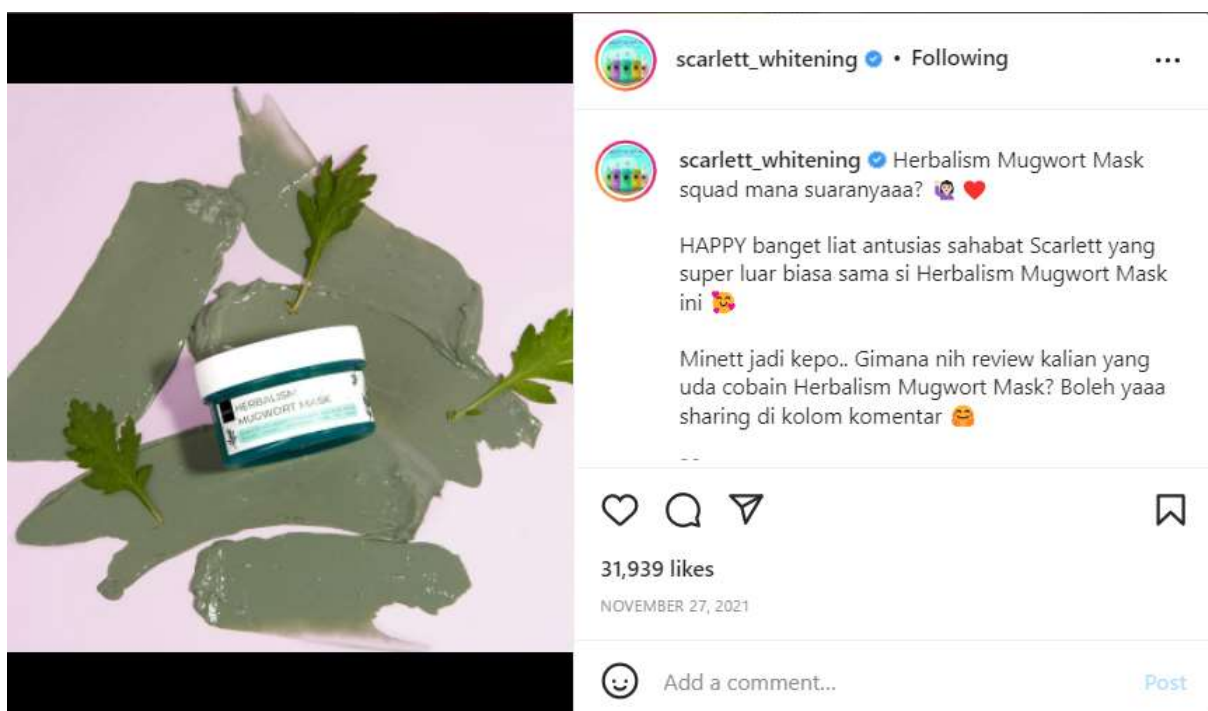 scarlett_whitening • Following
scarlett_whitening Herbalism Mugwort Mask
squad mana suaranyaaa? 🙋🏻‍♀️ ❤️
HAPPY banget liat antusias sahabat Scarlett yang
super luar biasa sama si Herbalism Mugwort Mask
ini 🥰
Minett jadi kepo.. Gimana nih review kalian yang
uda cobain Herbalism Mugwort Mask? Boleh yaaa
sharing di kolom komentar 🤗
31,939 likes
NOVEMBER 27, 2021
Add a comment... Post
HERBALISM
MUGWORT MASK